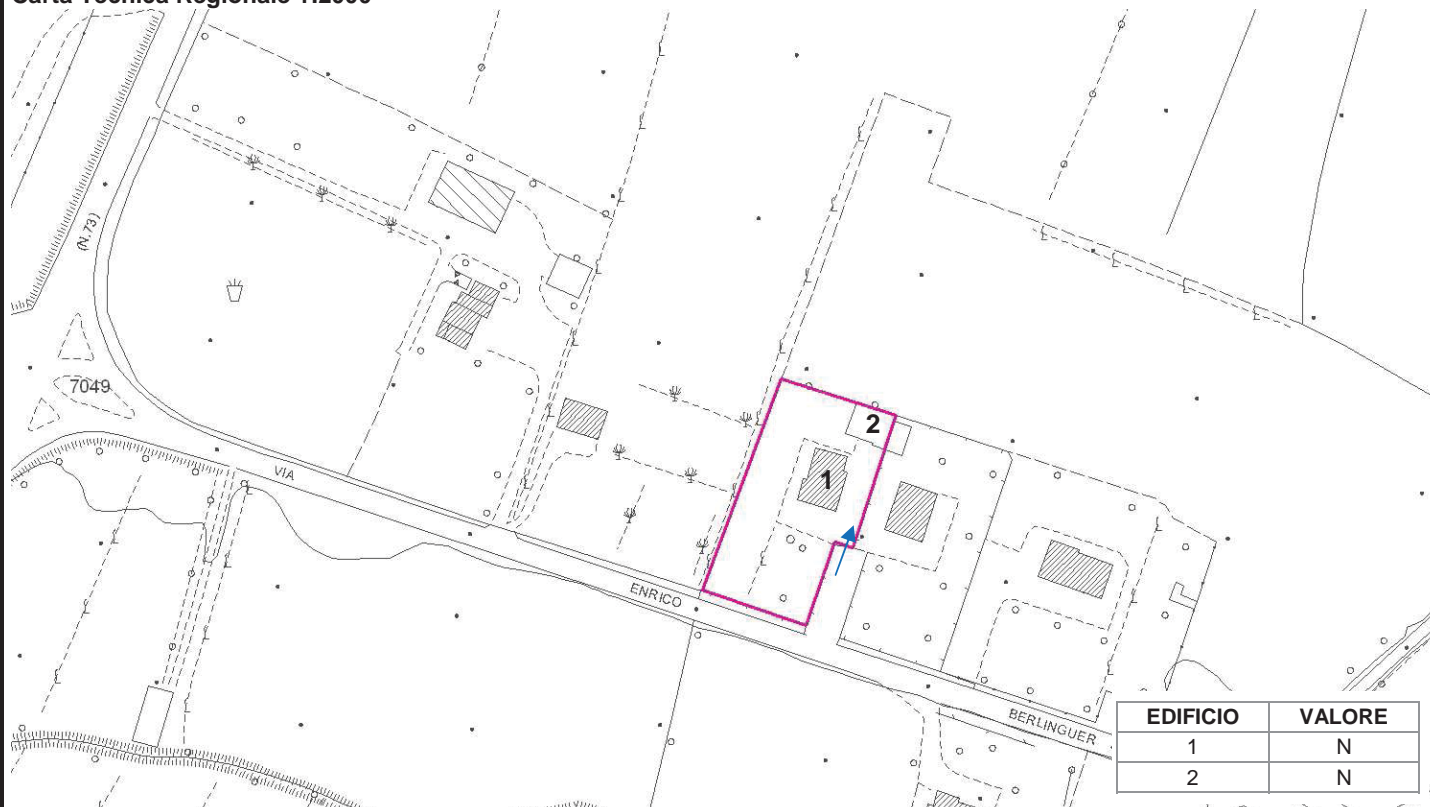 Carta Tecnica Regionale 1:2000
(N.73)
7049
VIA
ENRICO
BERLINGUER
2
1
EDIFICIO VALORE
1 N
2 N